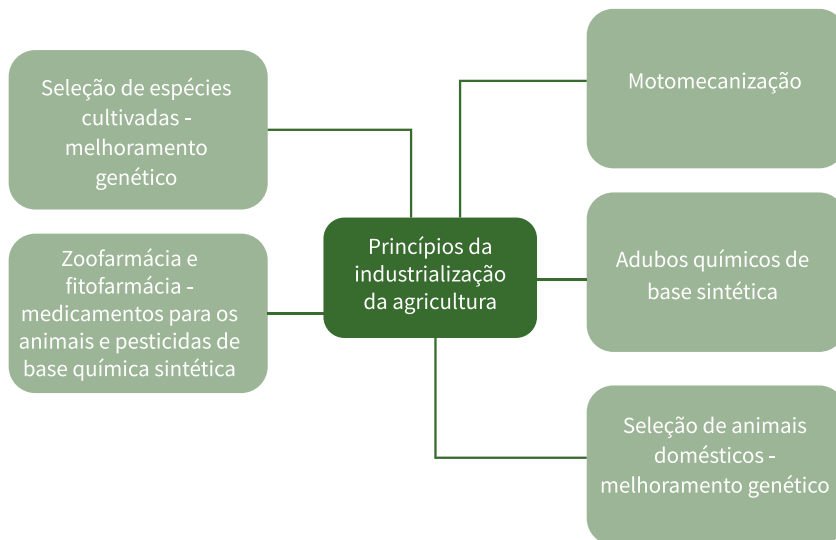 Seleção de espécies
cultivadas -
melhoramento
genético
Zoofarmácia e
fitofarmácia -
medicamentos para os
animais e pesticidas de
base química sintética
Princípios da
industrialização
da agricultura
Motomecanização
Adubos químicos de
base sintética
Seleção de animais
domésticos -
melhoramento genético